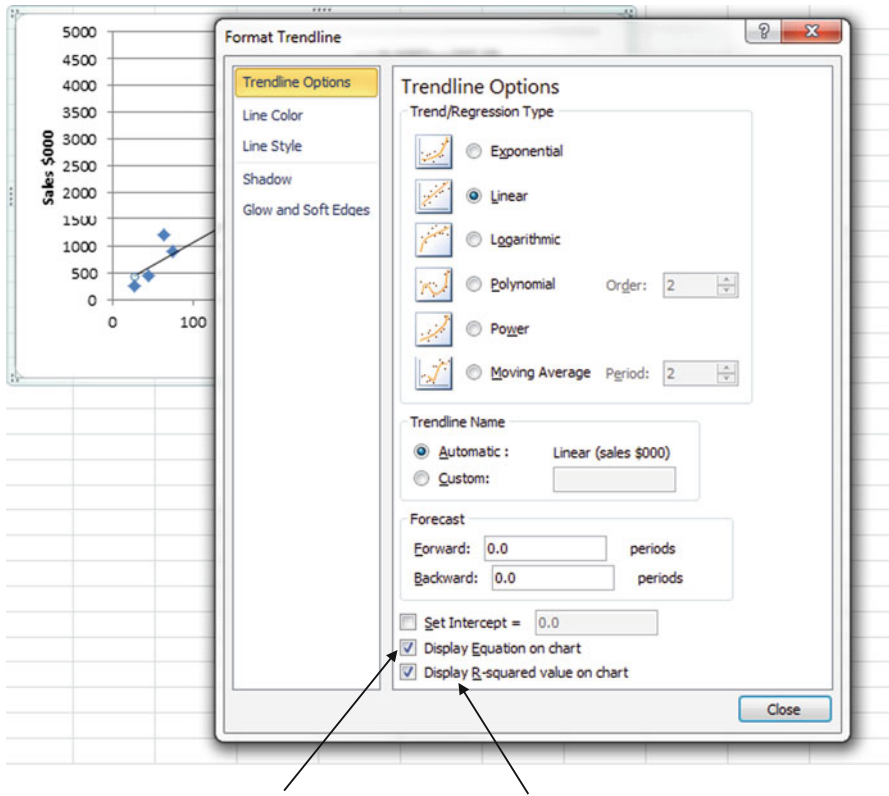 5000
4500
4000
3500
3000
2500
2000
1500
1000
500
0
0
100
Sales $000
Format Trendline
?
X
Trendline Options
Line Color
Line Style
Shadow
Glow and Soft Edges
Trendline Options
Trend/Regression Type
Exponential
Linear
Logarithmic
Polynomial Order: 2
Power
Moving Average Period: 2
Trendline Name
Automatic : Linear (sales $000)
Custom:
Forecast
Forward: 0.0 periods
Backward: 0.0 periods
Set Intercept = 0.0
Display Equation on chart
Display R-squared value on chart
Close